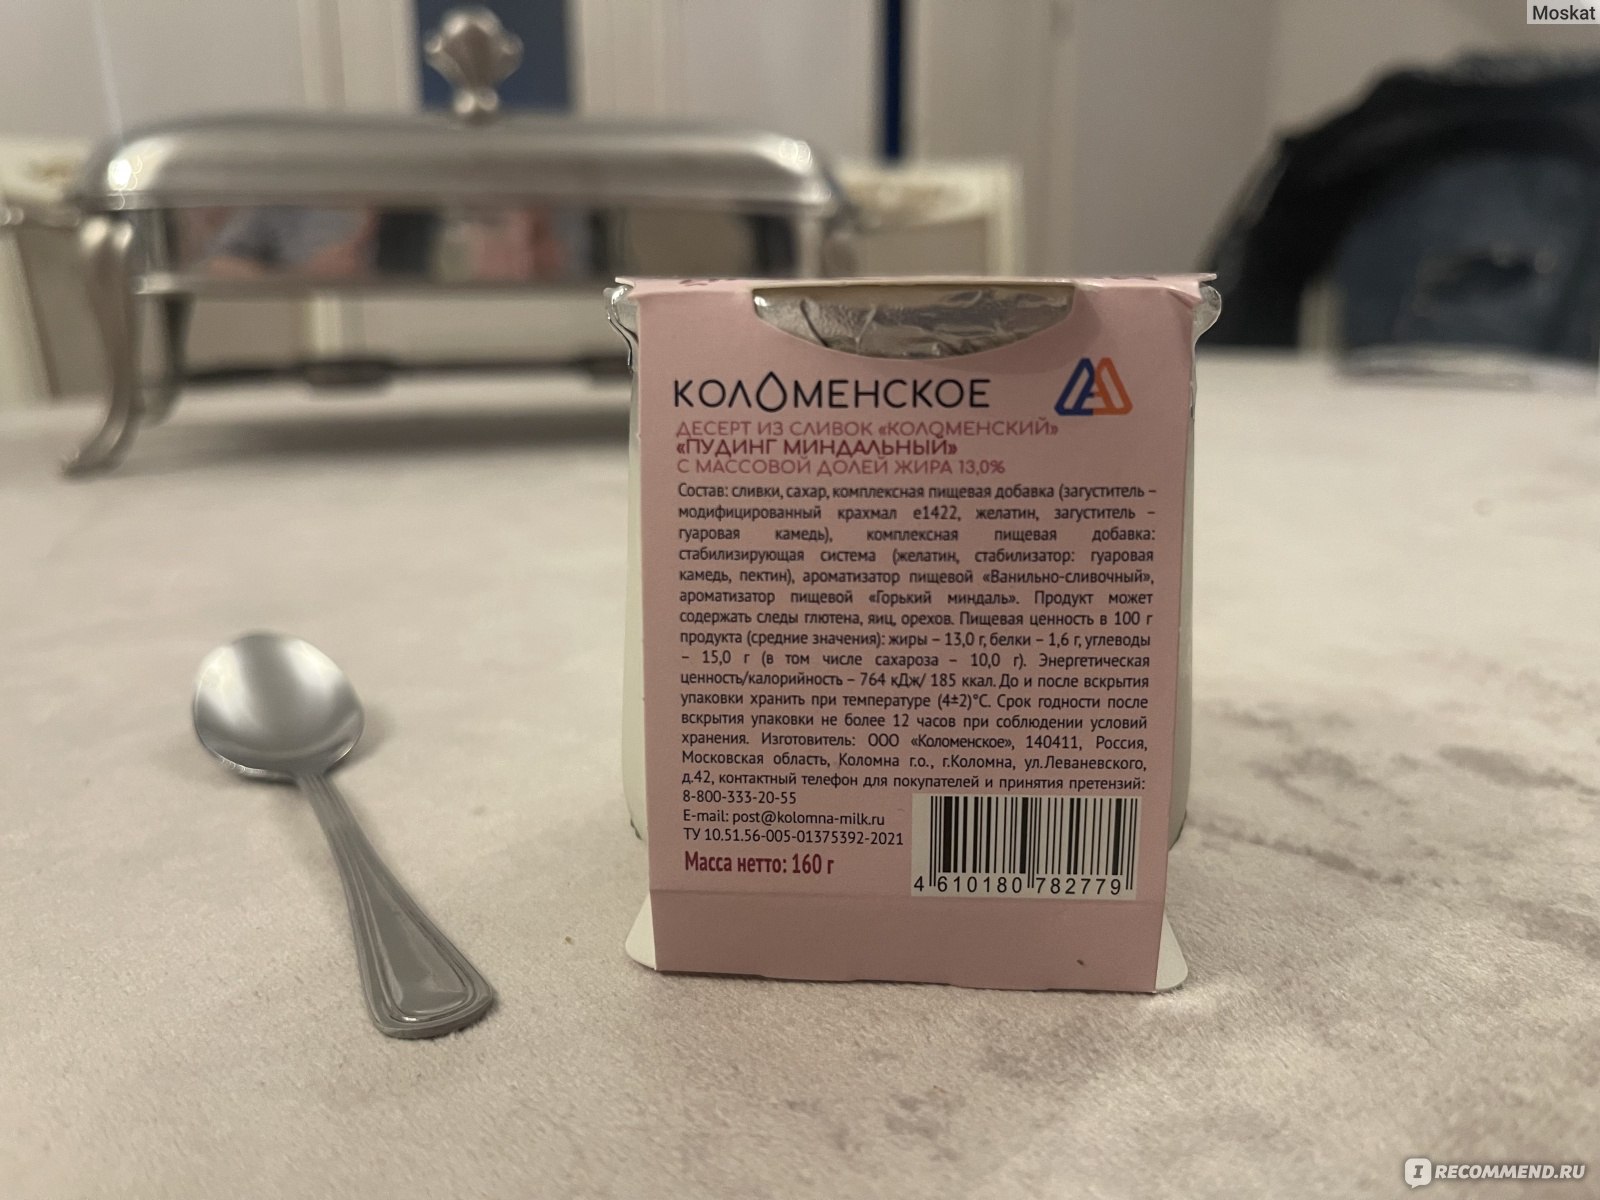 Moskat
КОЛОМЕНСКОЕ
ДЕСЕРТ ИЗ СЛИВОК «КОЛОМЕНСКИЙ»
«ПУДИНГ МИНДАЛЬНЫЙ»
С МАССОВОЙ ДОЛЕЙ ЖИРА 13,0%
Состав: сливки, сахар, комплексная пищевая добавка (загуститель –
модифицированный крахмал е1422, желатин, загуститель –
гуаровая камедь), комплексная пищевая добавка:
стабилизирующая система (желатин, стабилизатор: гуаровая
камедь, пектин), ароматизатор пищевой «Ванильно-сливочный»,
ароматизатор пищевой «Горький миндаль». Продукт может
содержать следы глютена, яиц, орехов. Пищевая ценность в 100 г
продукта (средние значения): жиры – 13,0 г, белки – 1,6 г, углеводы
– 15,0 г (в том числе сахароза – 10,0 г). Энергетическая
ценность/калорийность – 764 кДж/ 185 ккал. До и после вскрытия
упаковки хранить при температуре (4±2)°С. Срок годности после
вскрытия упаковки не более 12 часов при соблюдении условий
хранения. Изготовитель: ООО «Коломенское», 140411, Россия,
Московская область, Коломна г.о., г.Коломна, ул.Леваневского,
д.42, контактный телефон для покупателей и принятия претензий:
8-800-333-20-55
E-mail: post@kolomna-milk.ru
ТУ 10.51.56-005-01375392-2021
Масса нетто: 160 г
4 610180 782779
IRECOMMEND.RU